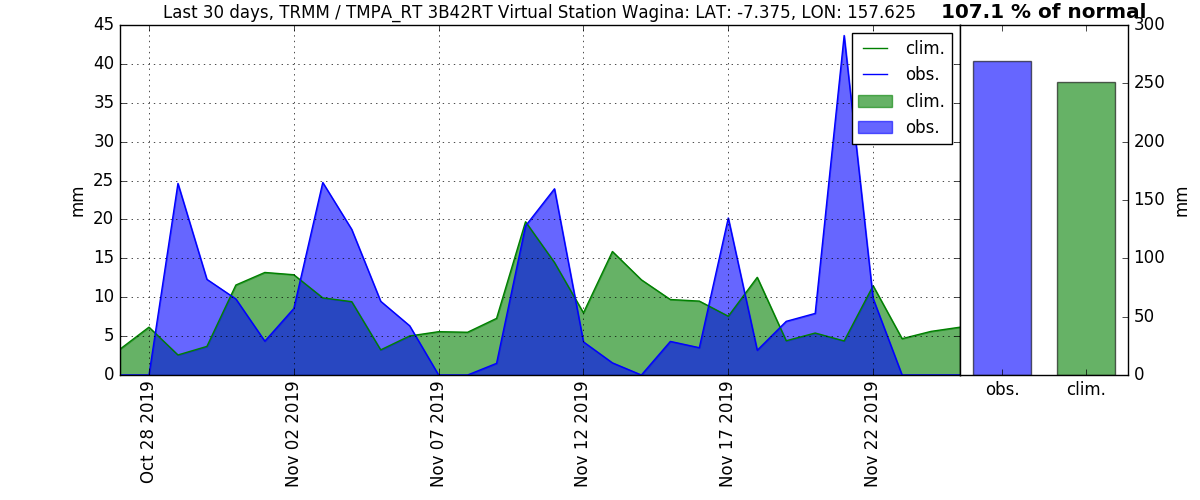 Last 30 days, TRMM / TMPA_RT 3B42RT Virtual Station Wagina: LAT: -7.375, LON: 157.625
107.1 % of normal
45
40
35
30
25
20
15
10
5
0
mm
clim.
obs.
clim.
obs.
Oct 28 2019
Nov 02 2019
Nov 07 2019
Nov 12 2019
Nov 17 2019
Nov 22 2019
300
250
200
150
100
50
0
mm
obs.
clim.